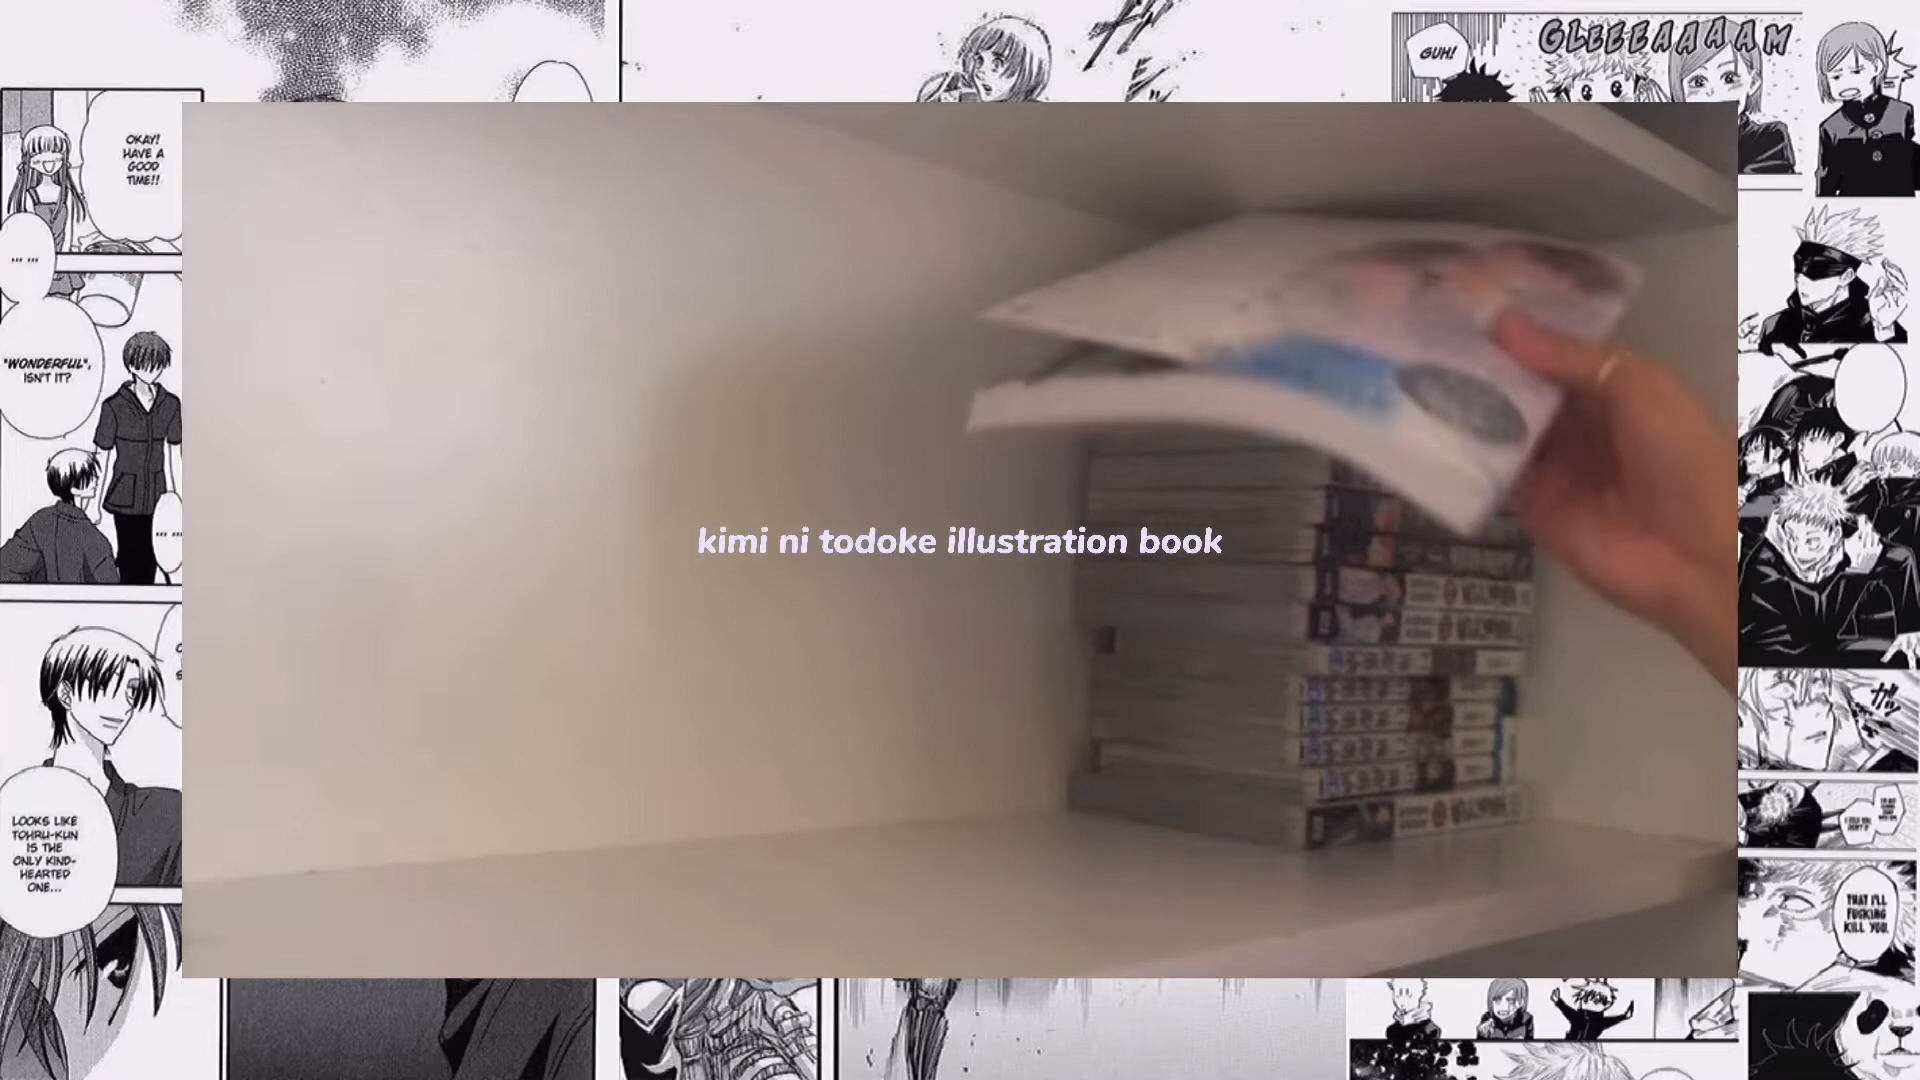 GUH!
GLEEEAAAAAM
OKAY!
HAVE A
GOOD
TIME!!
... ...
"WONDERFUL",
ISN'T IT?
... ...
kimi ni todoke illustration book
LOOKS LIKE
TOHRU-KUN
IS THE
ONLY KIND-
HEARTED
ONE...
THAT I'LL
FUCKING
KILL YOU.